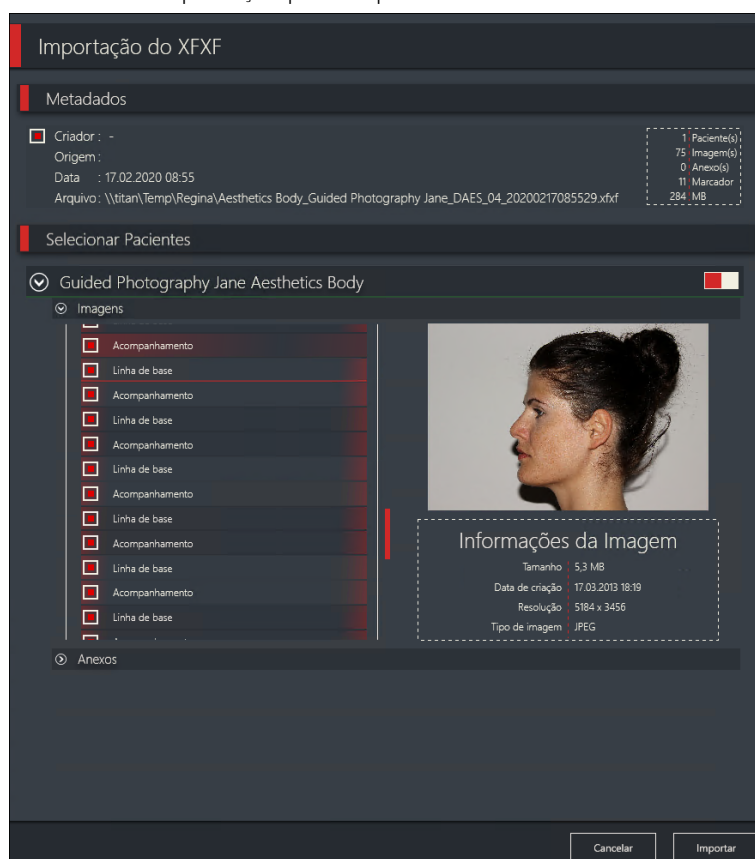 Importação do XFXF
Metadados
Criador : -
Origem :
Data : 17.02.2020 08:55
Arquivo : \\titan\Temp\Regina\Aesthetics Body_Guided Photography Jane_DAES_04_20200217085529.xfxf
1 Paciente(s)
75 Imagem(s)
0 Anexo(s)
11 Marcador
284 MB
Selecionar Pacientes
Guided Photography Jane Aesthetics Body
Imagens
Acompanhamento
Linha de base
Acompanhamento
Linha de base
Acompanhamento
Linha de base
Acompanhamento
Linha de base
Acompanhamento
Linha de base
Acompanhamento
Linha de base
Informações da Imagem
Tamanho 5,3 MB
Data de criação 17.03.2013 18:19
Resolução 5184 x 3456
Tipo de imagem JPEG
Anexos
Cancelar
Importar